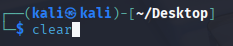 ┌──(kali㉿kali)-[~/Desktop]
└─$ clear